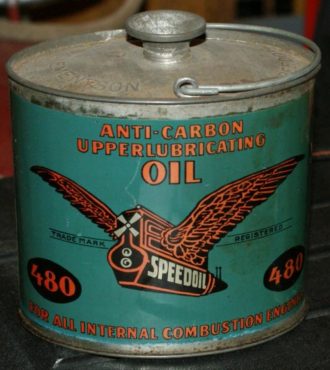 ANTI-CARBON
UPPERLUBRICATING
OIL
TRADE MARK
REGISTERED
SPEEDOIL
480
480
FOR ALL INTERNAL COMBUSTION ENGINES